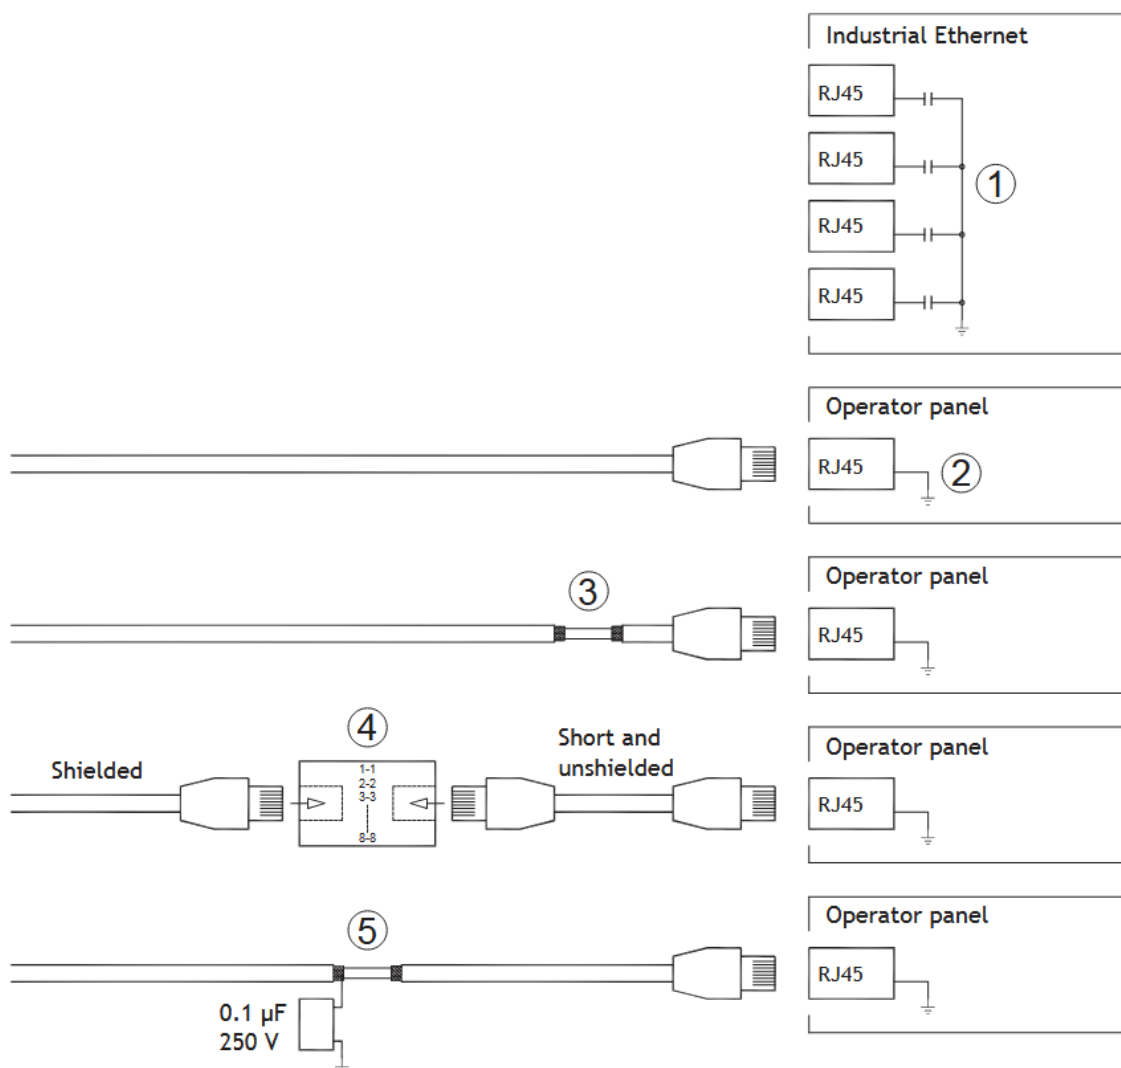 Industrial Ethernet
RJ45
RJ45
1
RJ45
RJ45
Operator panel
RJ45
2
Operator panel
3
RJ45
4
Operator panel
Short and
unshielded
Shielded
1-1
2-2
3-3
8-8
RJ45
5
Operator panel
RJ45
0.1 µF
250 V